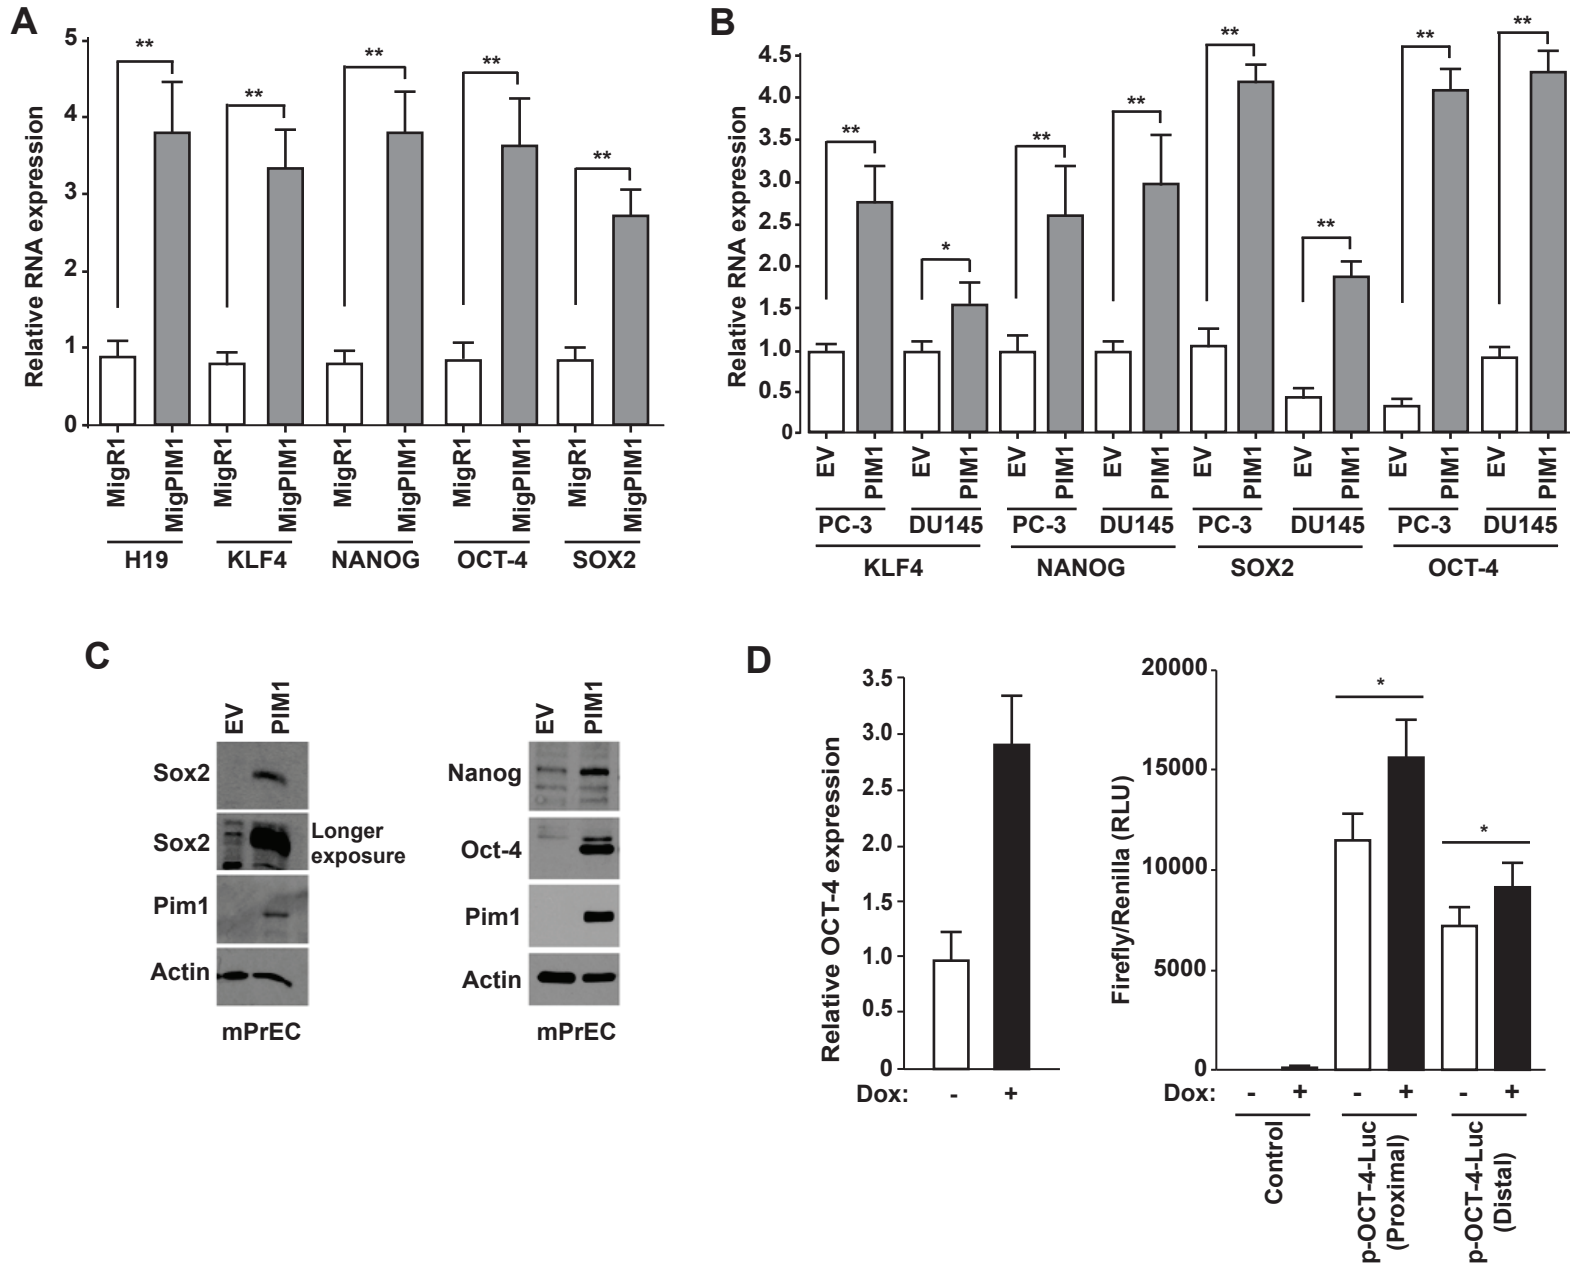 A
Relative RNA expression
5
4
3
2
1
0
**
**
**
**
**
MigR1
MigPIM1
MigR1
MigPIM1
MigR1
MigPIM1
MigR1
MigPIM1
MigR1
MigPIM1
H19
KLF4
NANOG
OCT-4
SOX2
B
Relative RNA expression
4.5
4.0
3.5
3.0
2.5
2.0
1.5
1.0
0.5
0
**
*
**
**
**
**
**
**
EV
PIM1
EV
PIM1
EV
PIM1
EV
PIM1
EV
PIM1
EV
PIM1
EV
PIM1
EV
PIM1
PC-3
DU145
PC-3
DU145
PC-3
DU145
PC-3
DU145
KLF4
NANOG
SOX2
OCT-4
C
EV
PIM1
Sox2
Sox2
Longer
exposure
Pim1
Actin
mPrEC
EV
PIM1
Nanog
Oct-4
Pim1
Actin
mPrEC
D
Relative OCT-4 expression
3.5
3.0
2.5
2.0
1.5
1.0
0.5
0
Dox:
-
+
Firefly/Renilla (RLU)
20000
15000
10000
5000
0
*
*
Dox:
-
+
-
+
-
+
Control
p-OCT-4-Luc
(Proximal)
p-OCT-4-Luc
(Distal)